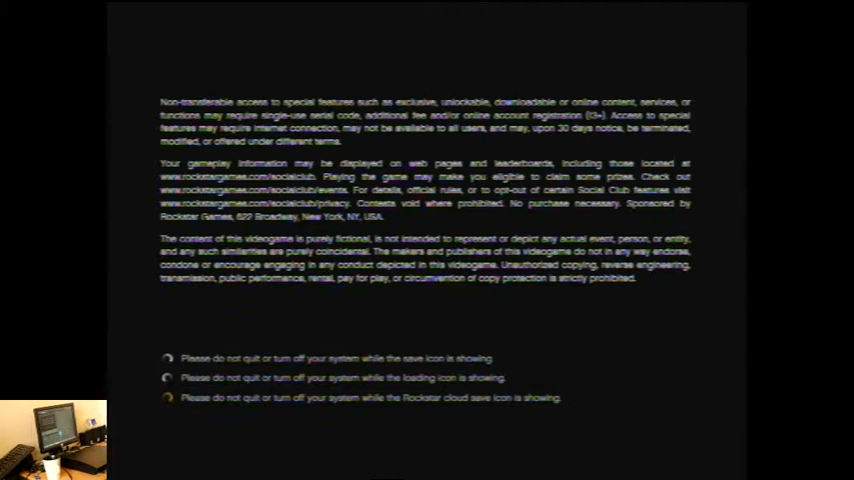 Non-transferable access to special features such as exclusive, unlockable, downloadable or online content, services, or
functions may require single-use serial code, additional fee and/or online account registration (13+). Access to special
features may require internet connection, may not be available to all users, and may, upon 30 days notice, be terminated,
modified, or offered under different terms.
Your gameplay information may be displayed on web pages and leaderboards, including those located at
www.rockstargames.com/socialclub. Playing the game may make you eligible to claim some prizes. Check out
www.rockstargames.com/socialclub/events. For details, official rules, or to opt-out of certain Social Club features visit
www.rockstargames.com/socialclub/privacy. Contests void where prohibited. No purchase necessary. Sponsored by
Rockstar Games, 622 Broadway, New York, NY, USA.
The content of this videogame is purely fictional, is not intended to represent or depict any actual event, person, or entity,
and any such similarities are purely coincidental. The makers and publishers of this videogame do not in any way endorse,
condone or encourage engaging in any conduct depicted in this videogame. Unauthorized copying, reverse engineering,
transmission, public performance, rental, pay for play, or circumvention of copy protection is strictly prohibited.
Please do not quit or turn off your system while the save icon is showing.
Please do not quit or turn off your system while the loading icon is showing.
Please do not quit or turn off your system while the Rockstar cloud save icon is showing.